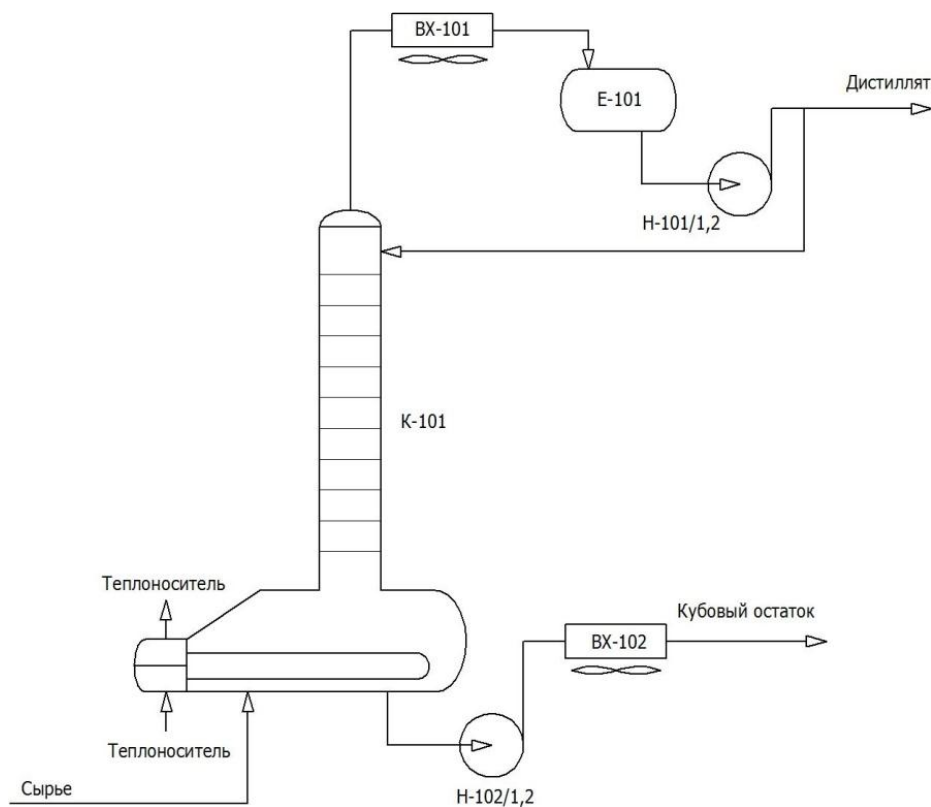 ВХ-101
Е-101
Дистиллят
Н-101/1,2
К-101
Теплоноситель
Кубовый остаток
ВХ-102
Теплоноситель
Сырье
Н-102/1,2